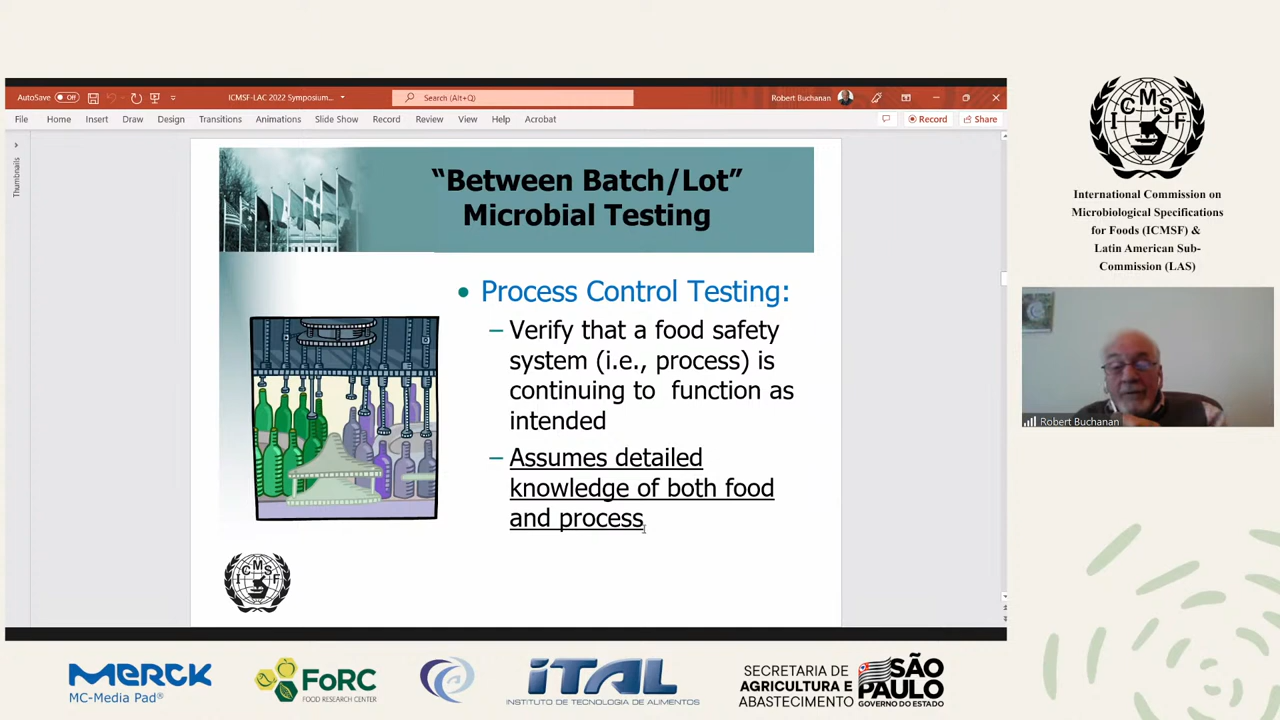 AutoSave Off
ICMSF-LAC 2022 Symposium...
Search (Alt+Q)
Robert Buchanan
File Home Insert Draw Design Transitions Animations Slide Show Record Review View Help Acrobat Record Share
Thumbnails
“Between Batch/Lot”
Microbial Testing
• Process Control Testing:
– Verify that a food safety
system (i.e., process) is
continuing to function as
intended
– Assumes detailed
knowledge of both food
and process
ICMSF
ICMSF
International Commission on
Microbiological Specifications
for Foods (ICMSF) &
Latin American Sub-
Commission (LAS)
Robert Buchanan
MERCK
MC-Media Pad®
FoRC
FOOD RESEARCH CENTER
iTAL
INSTITUTO DE TECNOLOGIA DE ALIMENTOS
SECRETARIA DE
AGRICULTURA E
ABASTECIMENTO
SÃO
PAULO
GOVERNO DO ESTADO